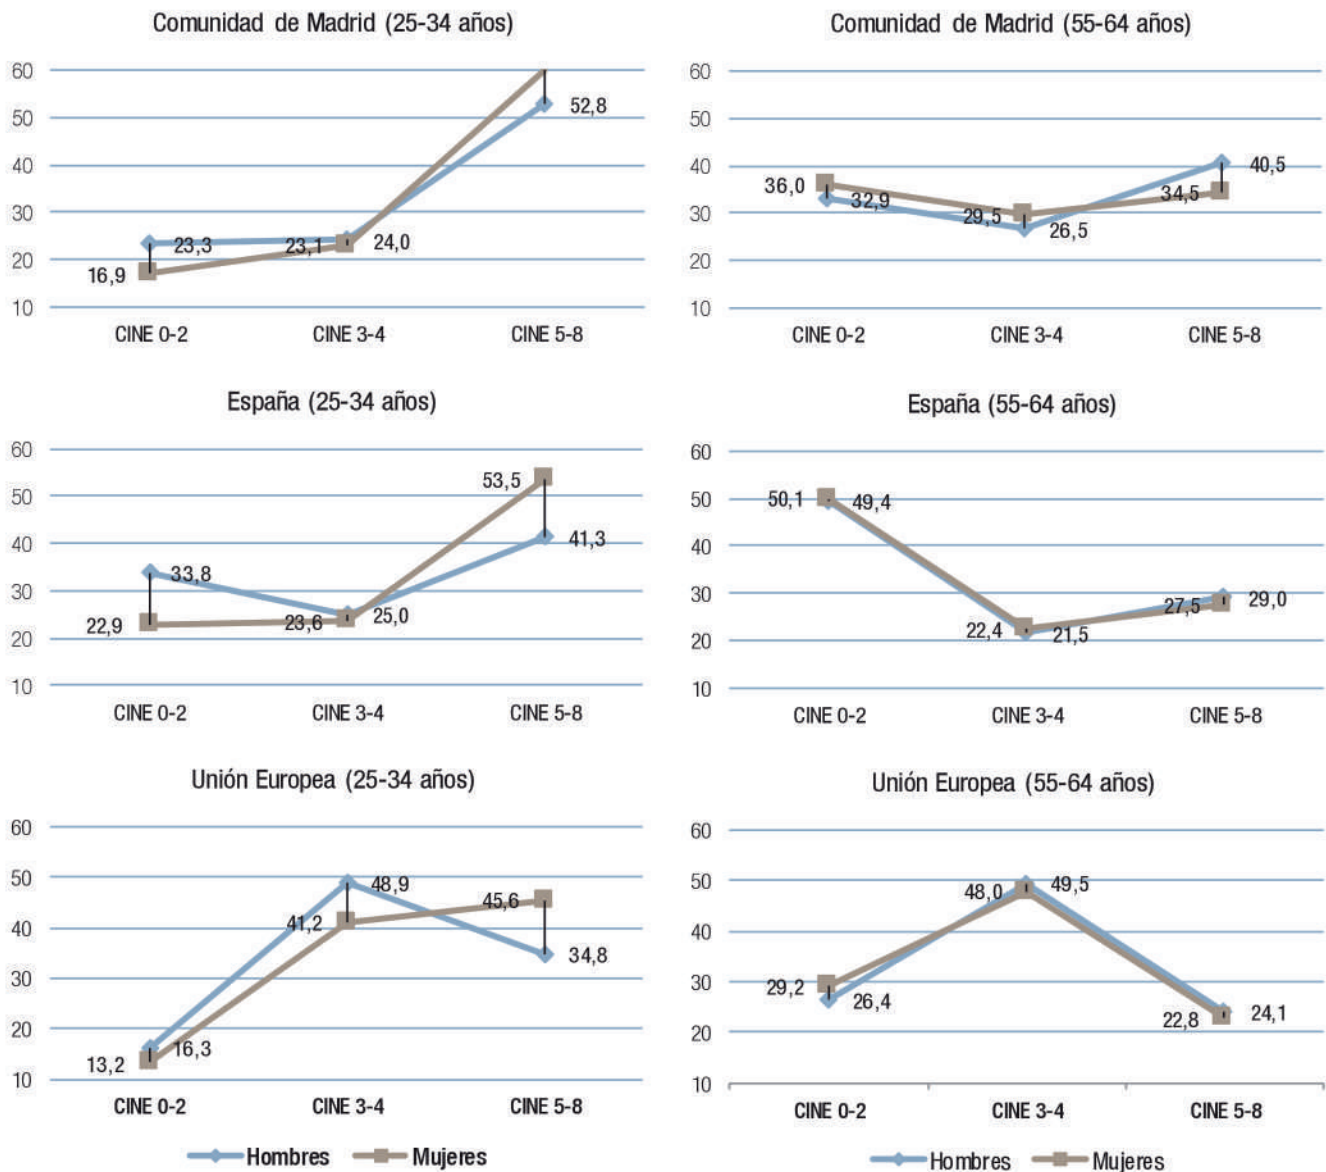 Comunidad de Madrid (25-34 años)
60
50
40
30
20
10
52,8
23,3
16,9
23,1
24,0
CINE 0-2
CINE 3-4
CINE 5-8
Comunidad de Madrid (55-64 años)
60
50
40
30
20
10
36,0
32,9
29,5
26,5
34,5
40,5
CINE 0-2
CINE 3-4
CINE 5-8
España (25-34 años)
60
50
40
30
20
10
33,8
22,9
23,6
25,0
53,5
41,3
CINE 0-2
CINE 3-4
CINE 5-8
España (55-64 años)
60
50
40
30
20
10
50,1
49,4
22,4
21,5
27,5
29,0
CINE 0-2
CINE 3-4
CINE 5-8
Unión Europea (25-34 años)
60
50
40
30
20
10
13,2
16,3
41,2
48,9
45,6
34,8
CINE 0-2
CINE 3-4
CINE 5-8
Hombres
Mujeres
Unión Europea (55-64 años)
60
50
40
30
20
10
29,2
26,4
48,0
49,5
22,8
24,1
CINE 0-2
CINE 3-4
CINE 5-8
Hombres
Mujeres